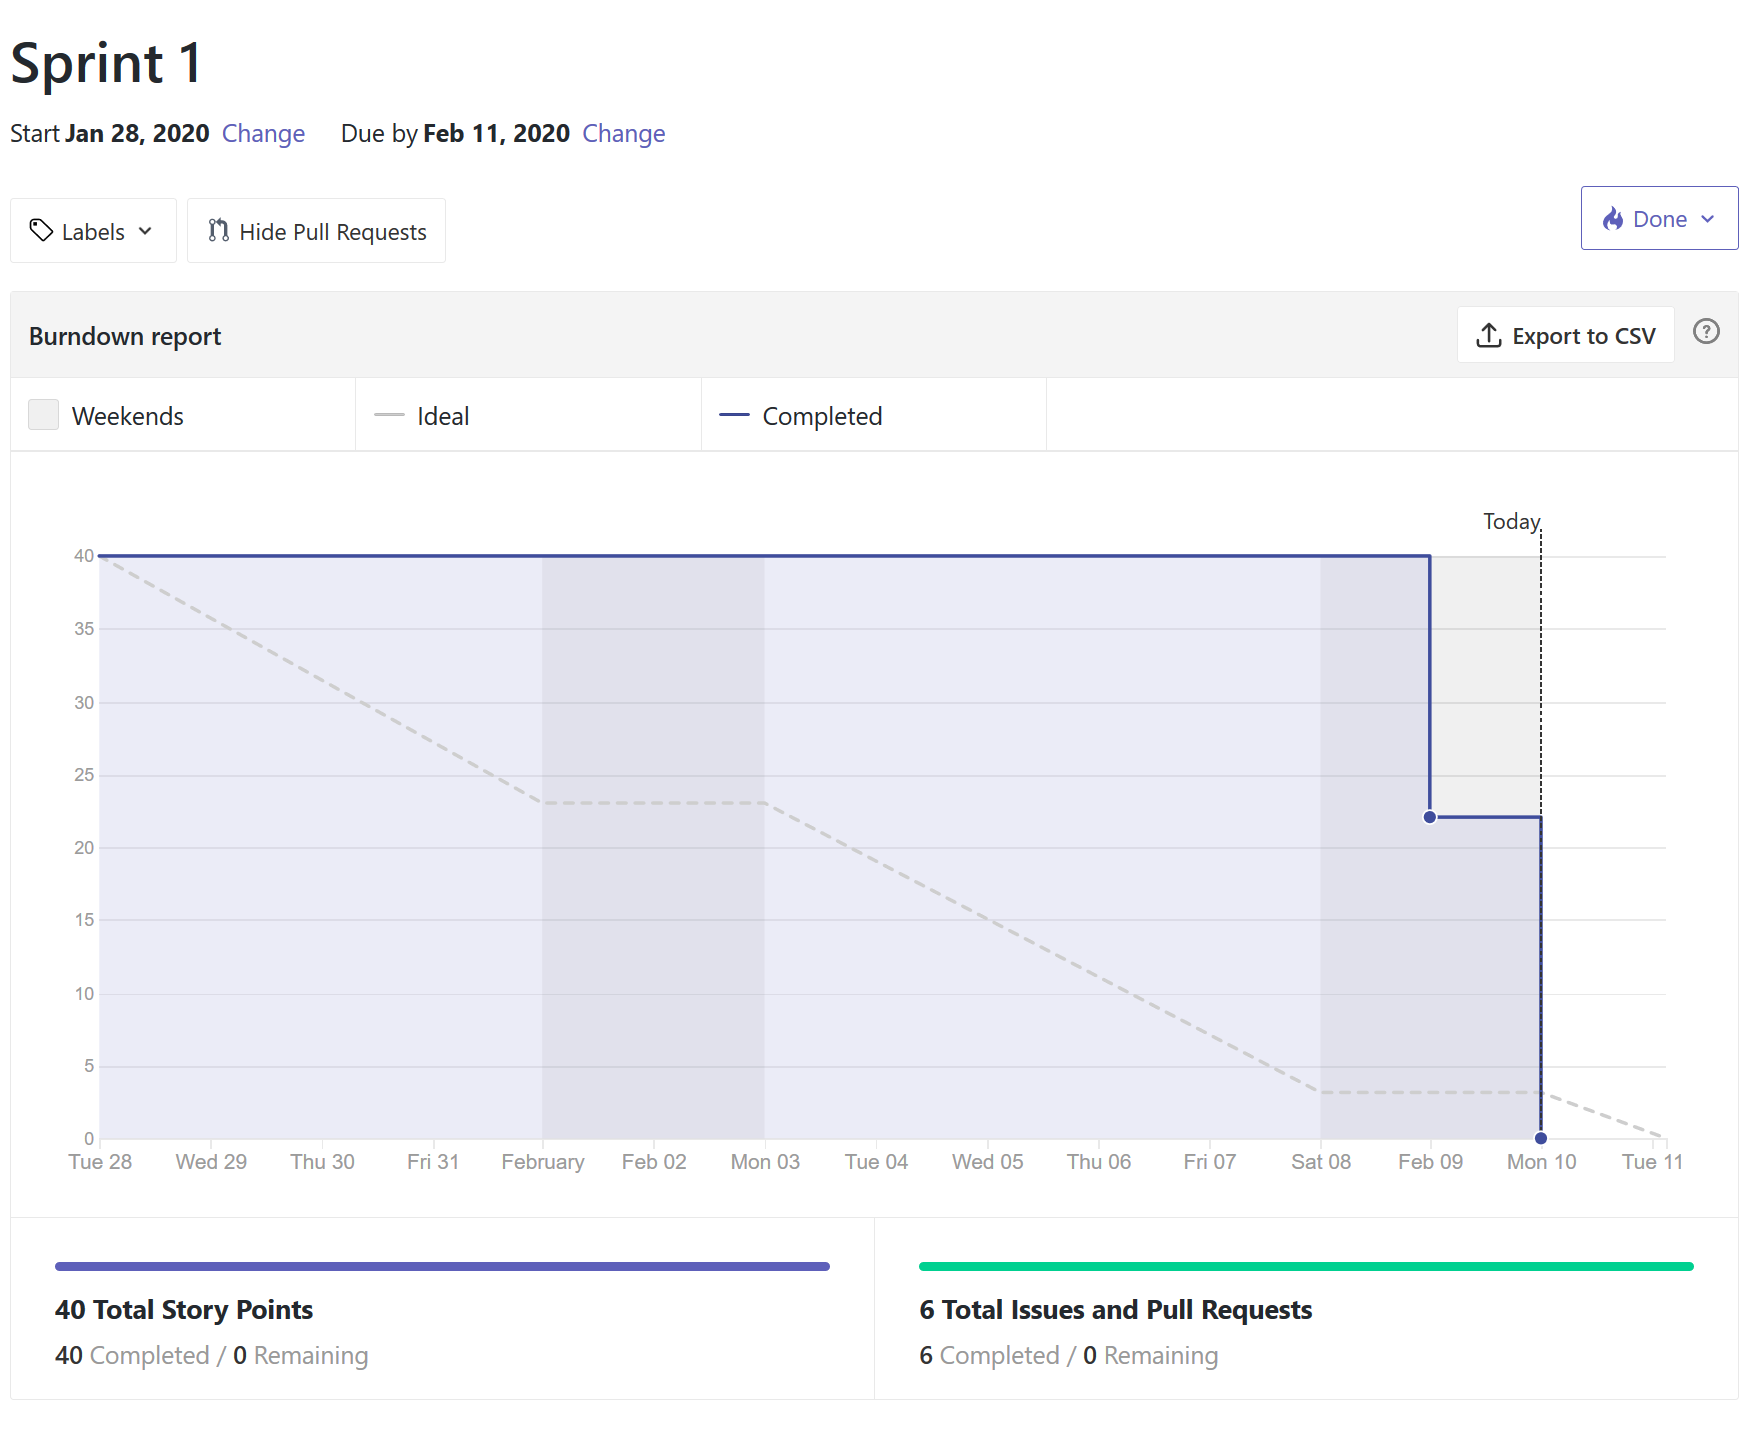 Sprint 1
Start Jan 28, 2020 Change Due by Feb 11, 2020 Change
Labels Hide Pull Requests Done
Burndown report Export to CSV ?
Weekends Ideal Completed
Today
40
35
30
25
20
15
10
5
0
Tue 28 Wed 29 Thu 30 Fri 31 February Feb 02 Mon 03 Tue 04 Wed 05 Thu 06 Fri 07 Sat 08 Feb 09 Mon 10 Tue 11
40 Total Story Points
40 Completed / 0 Remaining
6 Total Issues and Pull Requests
6 Completed / 0 Remaining